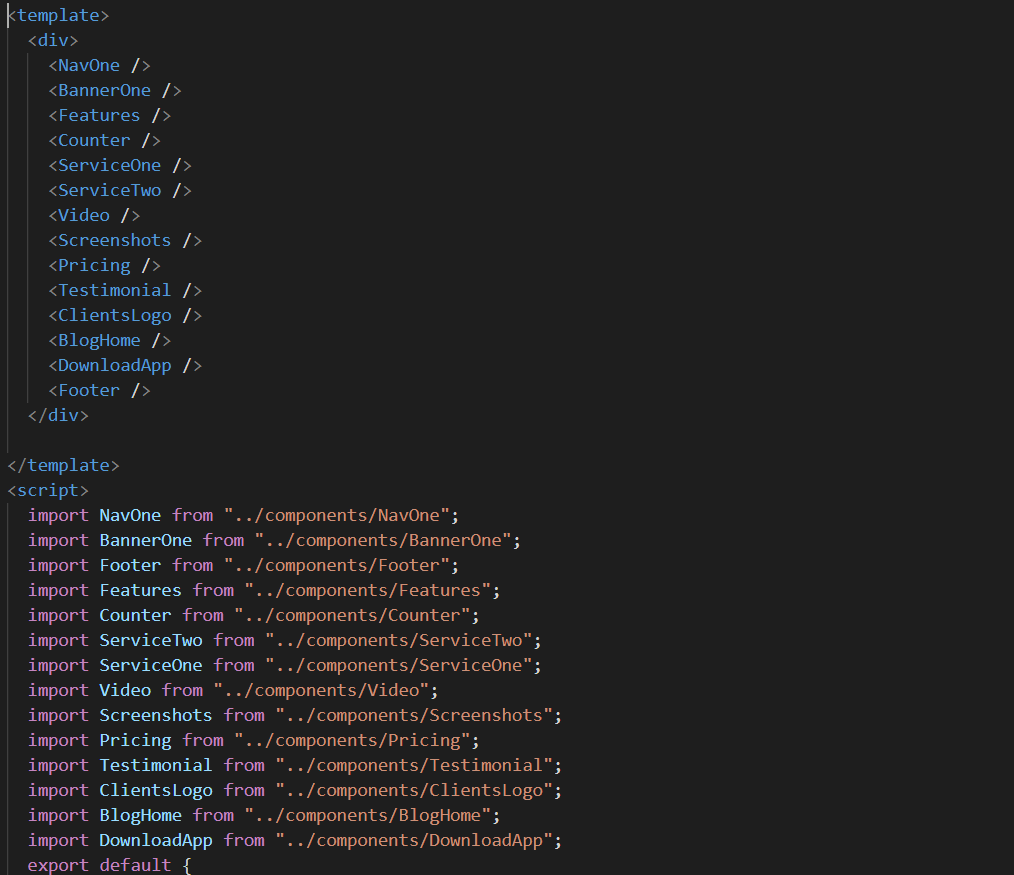 <template>
<div>
<NavOne />
<BannerOne />
<Features />
<Counter />
<ServiceOne />
<ServiceTwo />
<Video />
<Screenshots />
<Pricing />
<Testimonial />
<ClientsLogo />
<BlogHome />
<DownloadApp />
<Footer />
</div>
</template>
<script>
import NavOne from "../components/NavOne";
import BannerOne from "../components/BannerOne";
import Footer from "../components/Footer";
import Features from "../components/Features";
import Counter from "../components/Counter";
import ServiceTwo from "../components/ServiceTwo";
import ServiceOne from "../components/ServiceOne";
import Video from "../components/Video";
import Screenshots from "../components/Screenshots";
import Pricing from "../components/Pricing";
import Testimonial from "../components/Testimonial";
import ClientsLogo from "../components/ClientsLogo";
import BlogHome from "../components/BlogHome";
import DownloadApp from "../components/DownloadApp";
export default {